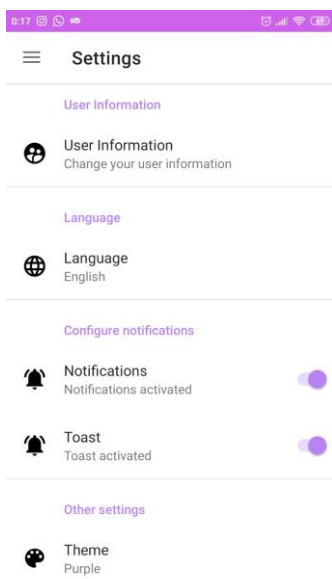 0:17
Settings
User Information
User Information
Change your user information
Language
Language
English
Configure notifications
Notifications
Notifications activated
Toast
Toast activated
Other settings
Theme
Purple